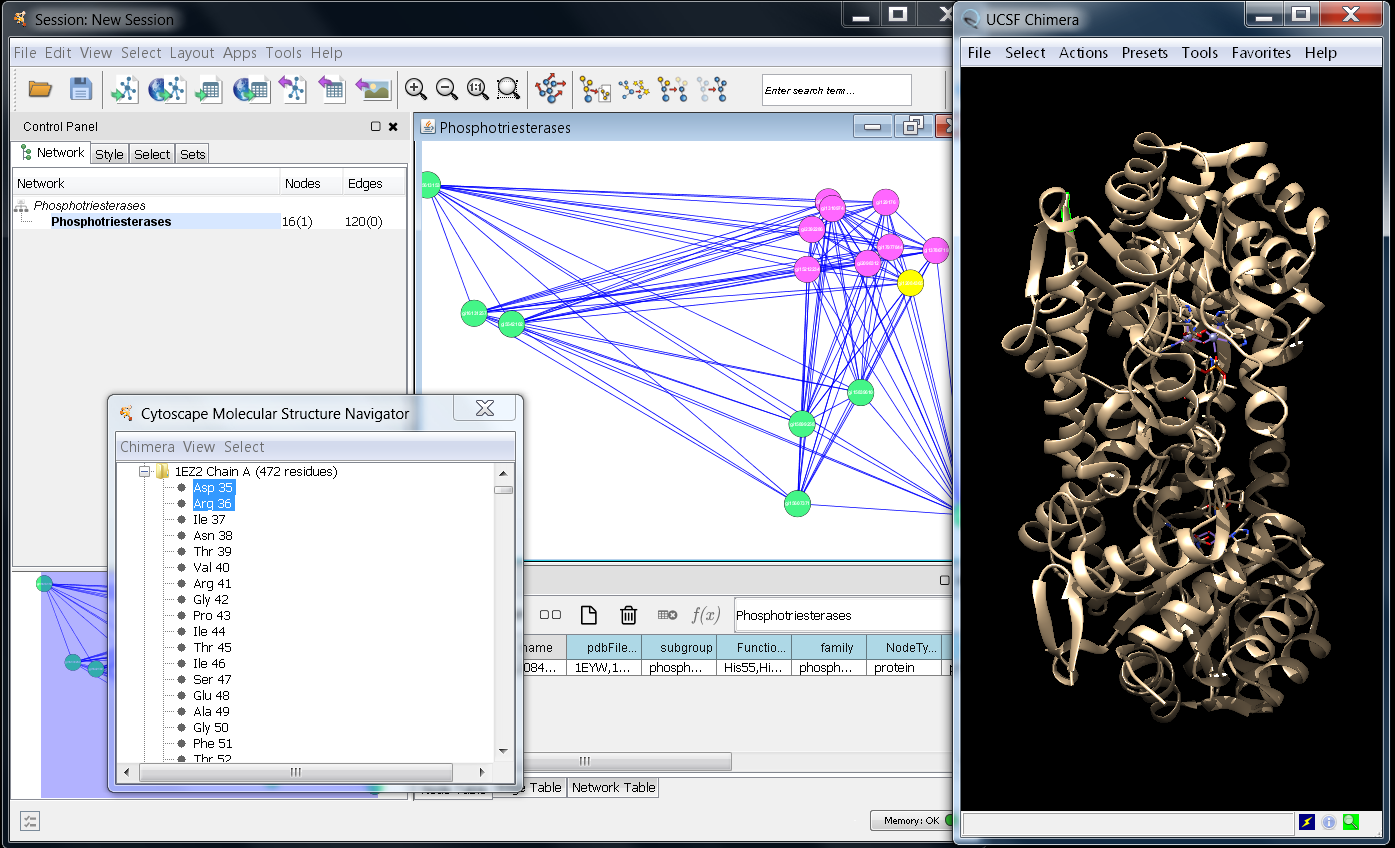 Session: New Session
File Edit View Select Layout Apps Tools Help
Enter search term...
Control Panel
Network Style Select Sets
Network Nodes Edges
Phosphotriesterases
Phosphotriesterases 16(1) 120(0)
Phosphotriesterases
Cytoscape Molecular Structure Navigator
Chimera View Select
1EZ2 Chain A (472 residues)
Asp 35
Arg 36
Ile 37
Asn 38
Thr 39
Val 40
Arg 41
Gly 42
Pro 43
Ile 44
Thr 45
Ile 46
Ser 47
Glu 48
Ala 49
Gly 50
Phe 51
Thr 52
f(x) Phosphotriesterases
name pdbFile... subgroup Functio... family NodeTy...
084... 1EYW,1... phosph... His55,Hi... phosph... protein
Table Network Table
Memory: OK
UCSF Chimera
File Select Actions Presets Tools Favorites Help